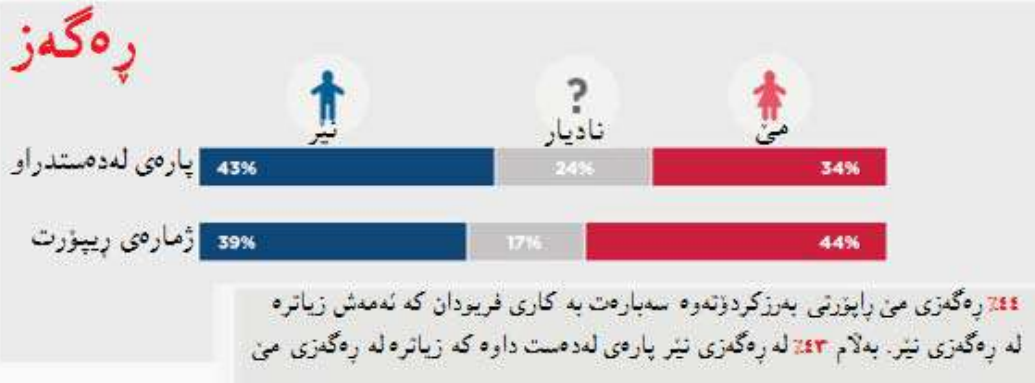 ڕەگەز
نێر
?
نادیار
مێ
پارەی لەدەستدراو
43%
24%
34%
ژمارەی ریپۆرت
39%
17%
44%
٤٤٪ ڕەگەزی مێ ڕاپۆرتی بەرزکردۆتەوە سەبارەت بە کاری فریودان کە ئەمەش زیاترە
لە ڕەگەزی نێر. بەڵام ٤٣٪ لە ڕەگەزی نێر پارەی لەدەست داوە کە زیاترە لە ڕەگەزی مێ